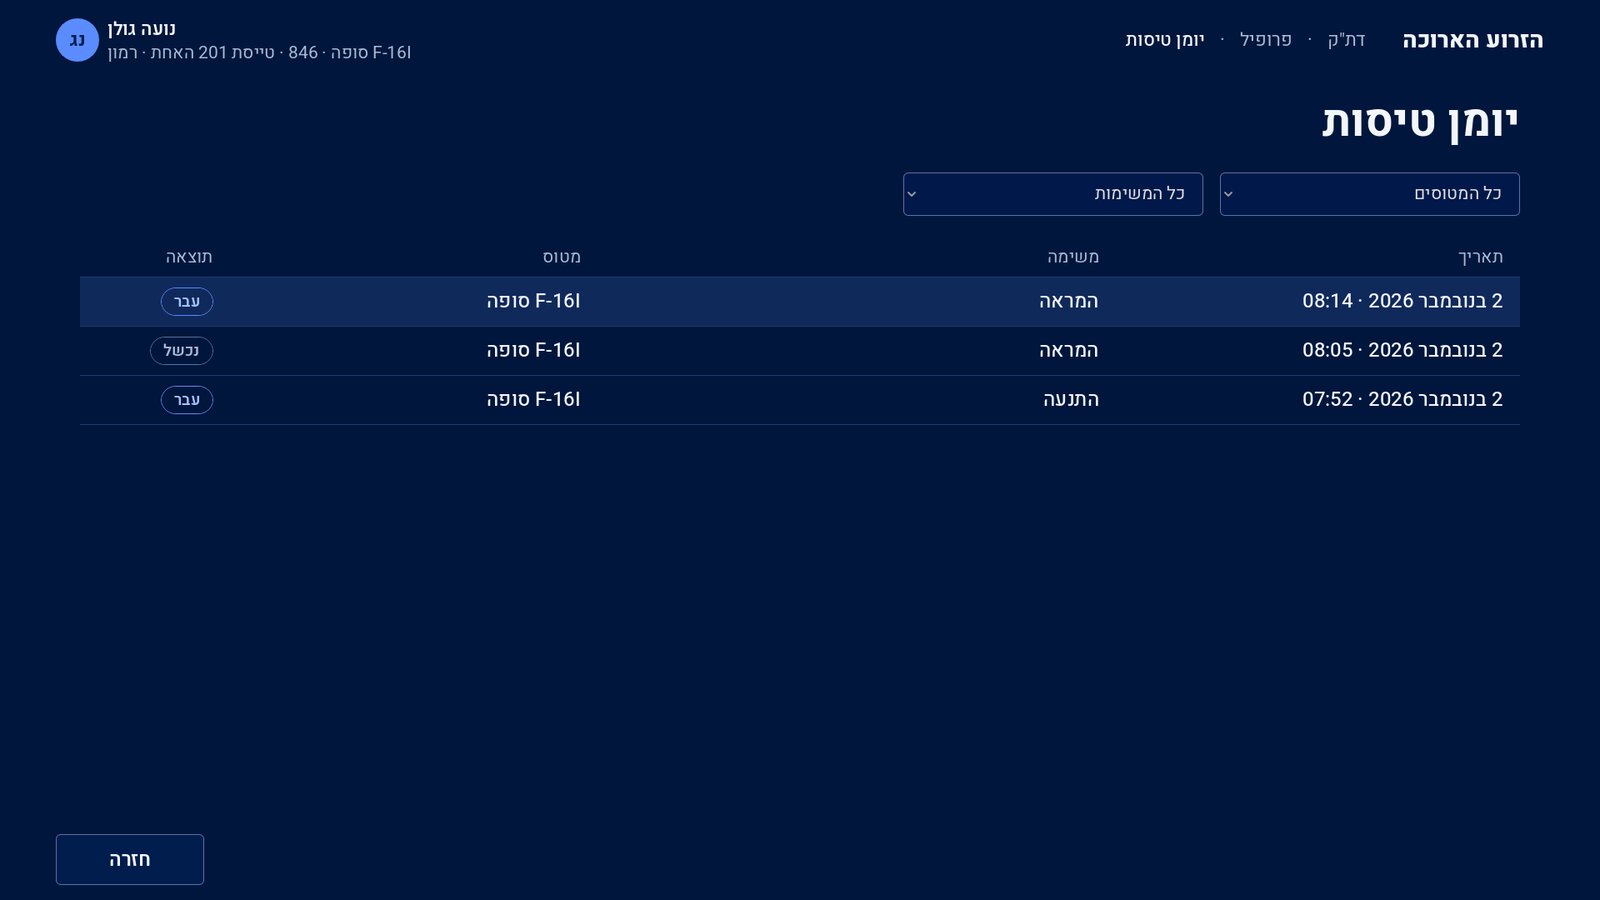 הזרוע הארוכה
דת"ק · פרופיל · יומן טיסות
נועה גולן
F-16I סופה · 846 · טייסת 201 האחת · רמון
נג
יומן טיסות
כל המטוסים
כל המשימות
תאריך משימה מטוס תוצאה
2 בנובמבר 2026 · 08:14 המראה F-16I סופה עבר
2 בנובמבר 2026 · 08:05 המראה F-16I סופה נכשל
2 בנובמבר 2026 · 07:52 התנעה F-16I סופה עבר
חזרה